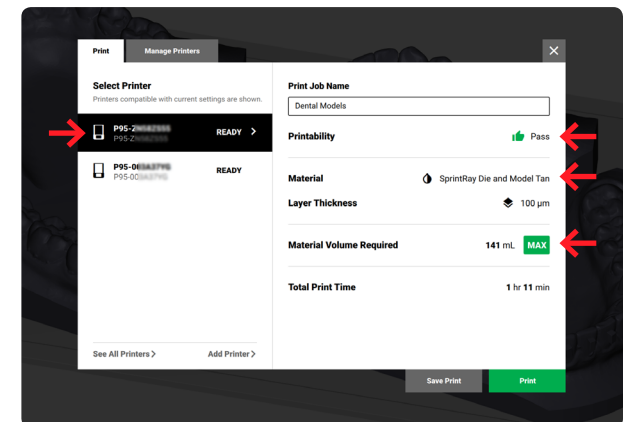 Print
Manage Printers
Select Printer
Printers compatible with current settings are shown.
READY
P95-0
READY
See All Printers
Add Printer
Print Job Name
Dental Models
Printability
Pass
Material
SprintRay Die and Model Tan
Layer Thickness
100 µm
Material Volume Required
141 mL
MAX
Total Print Time
1 hr 11 min
Save Print
Print